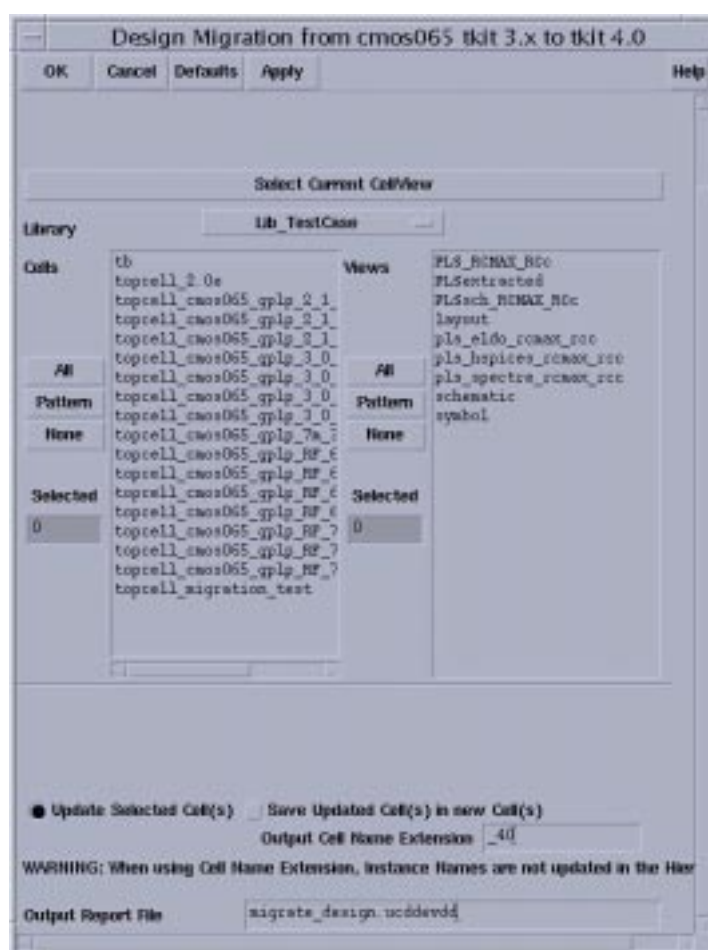 Design Migration from cmos065 tkit 3.x to tkit 4.0
OK Cancel Defaults Apply Help
Select Current CellView
Library Lib_TestCase
Cells
tb
topcell_2.0e
topcell_cmos065_gplp_2_1_
topcell_cmos065_gplp_2_1_
topcell_cmos065_gplp_2_1_
topcell_cmos065_gplp_3_0_
topcell_cmos065_gplp_3_0_
topcell_cmos065_gplp_3_0_
topcell_cmos065_gplp_3_0_
topcell_cmos065_gplp_7m_
topcell_cmos065_gplp_RF_6
topcell_cmos065_gplp_RF_6
topcell_cmos065_gplp_RF_6
topcell_cmos065_gplp_RF_6
topcell_cmos065_gplp_RF_7
topcell_cmos065_gplp_RF_7
topcell_cmos065_gplp_RF_7
topcell_migration_test
All
Pattern
None
Selected
0
Views
PLS_RCMAX_RCc
PLSextracted
PLSsch_RCMAX_RCc
layout
pls_eldo_rcmax_rcc
pls_hspices_rcmax_rcc
pls_spectre_rcmax_rcc
schematic
symbol
All
Pattern
None
Selected
0
Update Selected Cell(s) Save Updated Cell(s) in new Cell(s)
Output Cell Name Extension _40
WARNING: When using Cell Name Extension, Instance Names are not updated in the Hier
Output Report File migrate_design.ucddevdd